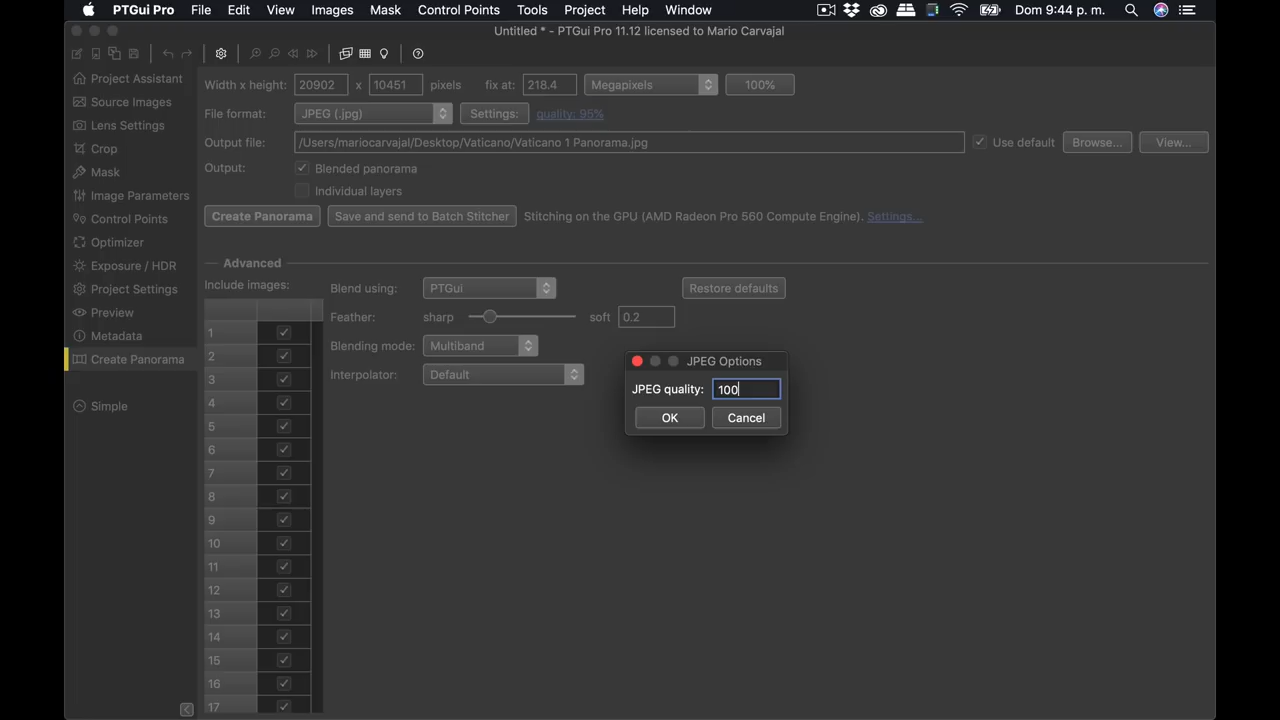 PTGui Pro File Edit View Images Mask Control Points Tools Project Help Window Dom 9:44 p. m.
Untitled * - PTGui Pro 11.12 licensed to Mario Carvajal
Project Assistant
Source Images
Lens Settings
Crop
Mask
Image Parameters
Control Points
Optimizer
Exposure / HDR
Project Settings
Preview
Metadata
Create Panorama
Simple
Width x height: 20902 x 10451 pixels fix at: 218.4 Megapixels 100%
File format: JPEG (.jpg) Settings: quality: 95%
Output file: /Users/mariocarvajal/Desktop/Vaticano/Vaticano 1 Panorama.jpg Use default Browse... View...
Output: Blended panorama
Individual layers
Create Panorama Save and send to Batch Stitcher Stitching on the GPU (AMD Radeon Pro 560 Compute Engine). Settings...
Advanced
Include images:
1
2
3
4
5
6
7
8
9
10
11
12
13
14
15
16
17
Blend using: PTGui Restore defaults
Feather: sharp soft 0.2
Blending mode: Multiband
Interpolator: Default
JPEG Options
JPEG quality: 100
OK Cancel